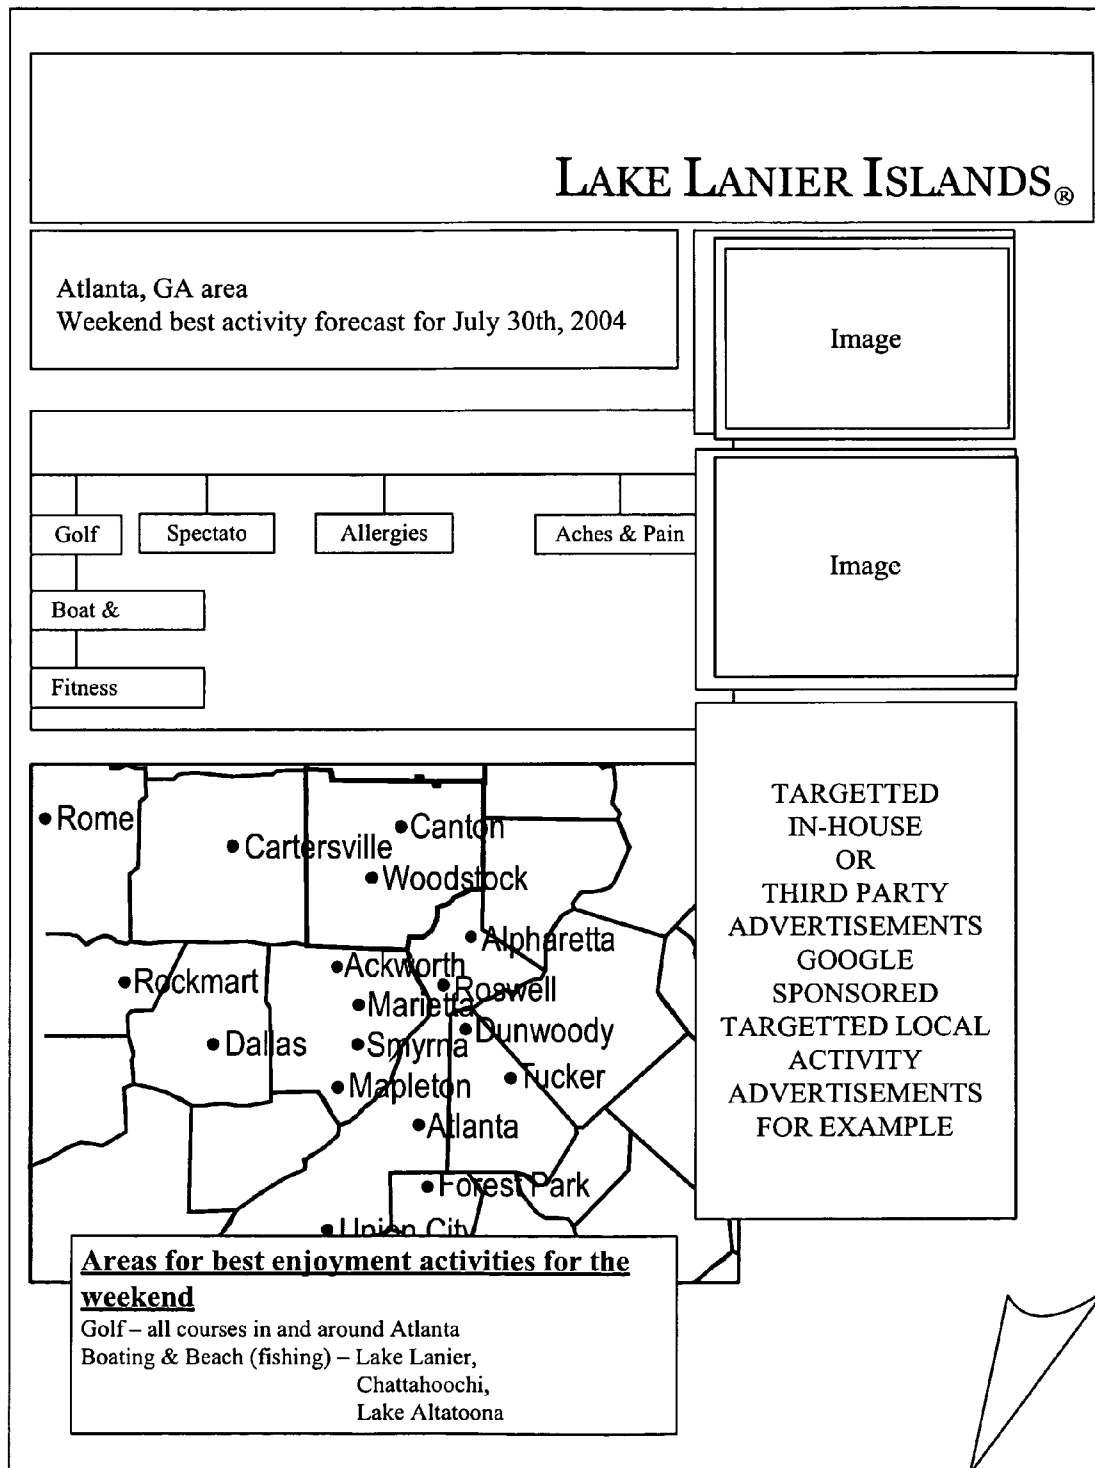 LAKE LANIER ISLANDS®
Atlanta, GA area
Weekend best activity forecast for July 30th, 2004
Image
Golf
Spectato
Allergies
Aches & Pain
Boat &
Fitness
Image
Rome
Cartersville
Canton
Woodstock
Alpharetta
Ackworth
Rockmart
Roswell
Marietta
Dunwoody
Dallas
Smyrna
Tucker
Mapleton
Atlanta
Forest Park
Union City
TARGETTED
IN-HOUSE
OR
THIRD PARTY
ADVERTISEMENTS
GOOGLE
SPONSORED
TARGETTED LOCAL
ACTIVITY
ADVERTISEMENTS
FOR EXAMPLE
Areas for best enjoyment activities for the
weekend
Golf – all courses in and around Atlanta
Boating & Beach (fishing) – Lake Lanier,
Chattahoochi,
Lake Altatoona